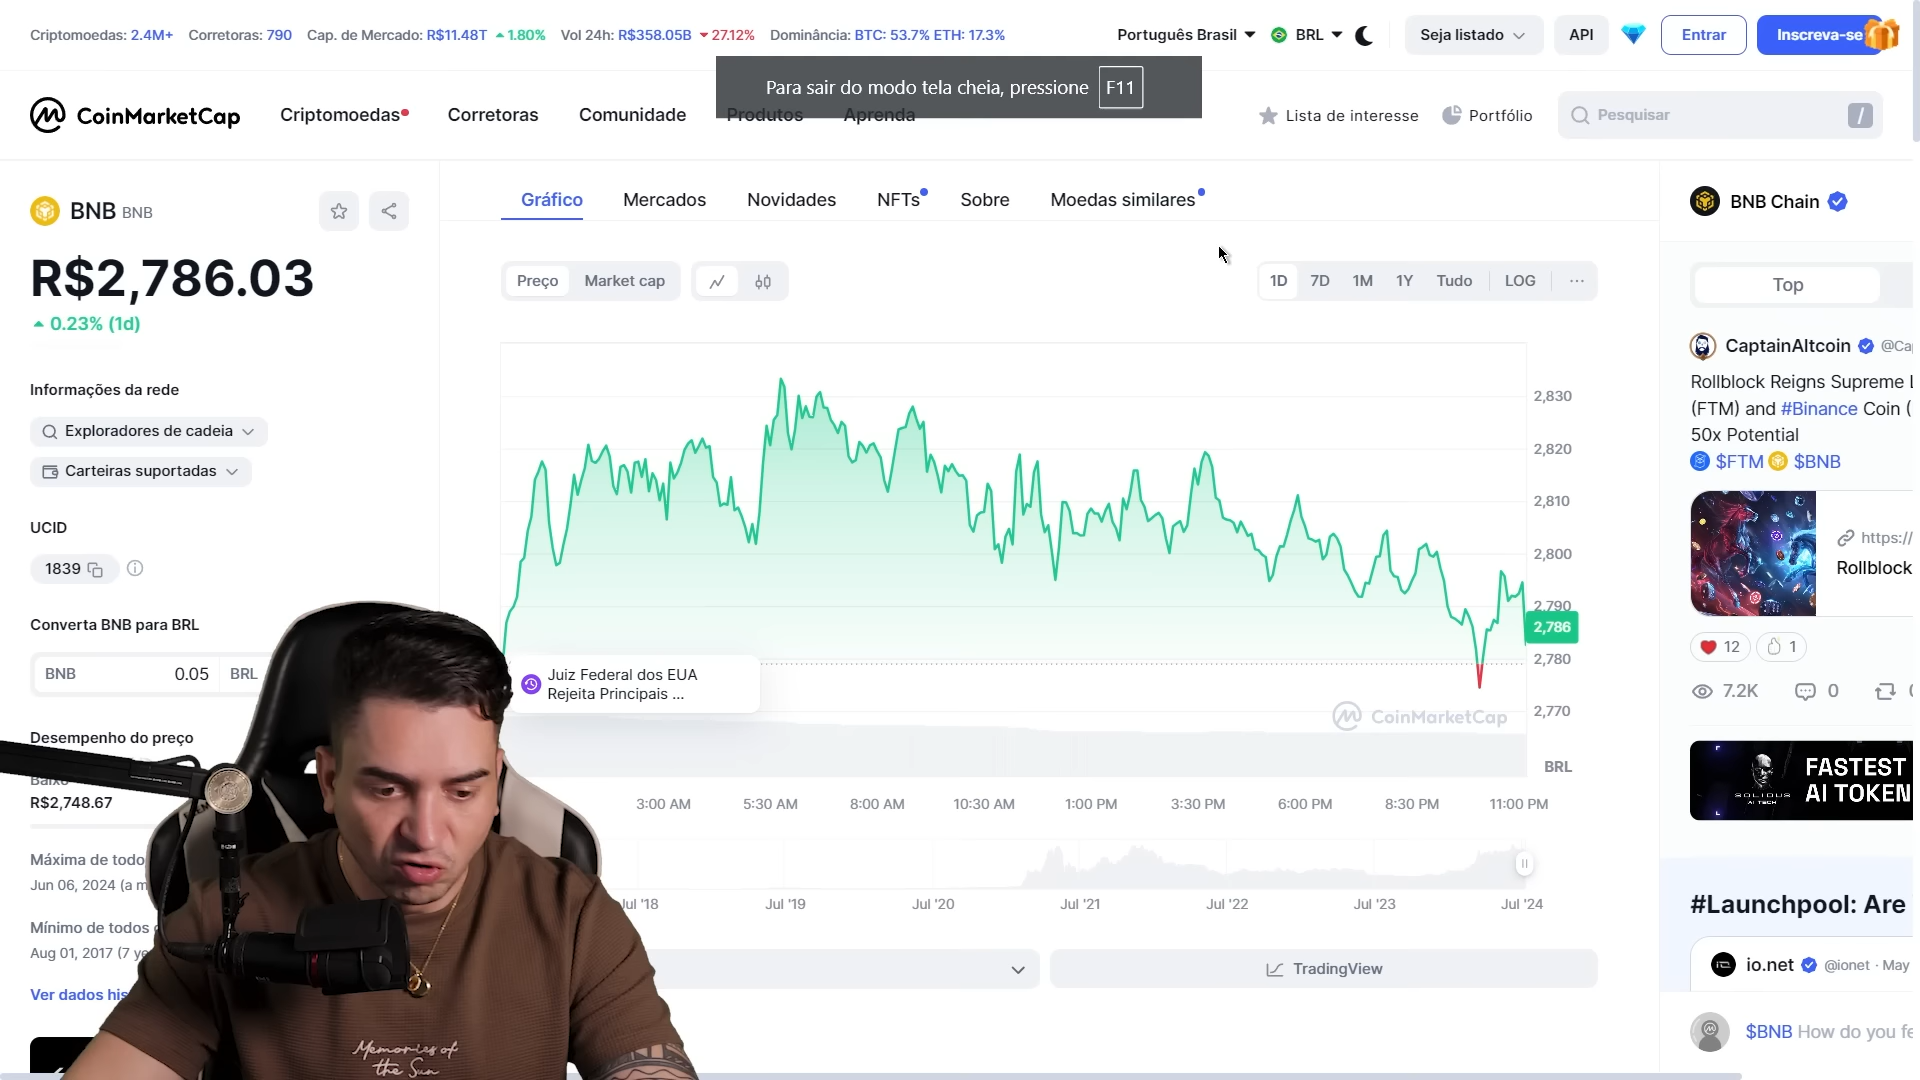 Criptomoedas: 2.4M+ Corretoras: 790 Cap. de Mercado: R$11.48T 1.80% Vol 24h: R$358.05B 27.12% Dominância: BTC: 53.7% ETH: 17.3%
Português Brasil BRL Seja listado API Entrar Inscreva-se
Para sair do modo tela cheia, pressione F11
CoinMarketCap Criptomoedas Corretoras Comunidade Produtos Aprenda Lista de interesse Portfólio Pesquisar /
BNB BNB
R$2,786.03
0.23% (1d)
Informações da rede
Exploradores de cadeia
Carteiras suportadas
UCID
1839
Converta BNB para BRL
BNB 0.05 BRL
Desempenho do preço
Baixo
R$2,748.67
Máxima de todo
Jun 06, 2024 (a m
Mínimo de todos
Aug 01, 2017 (7 ye
Ver dados his
Gráfico Mercados Novidades NFTs Sobre Moedas similares
Preço Market cap 1D 7D 1M 1Y Tudo LOG ...
2,830
2,820
2,810
2,800
2,790
2,786
2,780
2,770
BRL
Juiz Federal dos EUA
Rejeita Principais ...
CoinMarketCap
3:00 AM 5:30 AM 8:00 AM 10:30 AM 1:00 PM 3:30 PM 6:00 PM 8:30 PM 11:00 PM
Jul '18 Jul '19 Jul '20 Jul '21 Jul '22 Jul '23 Jul '24
TradingView
BNB Chain
Top
CaptainAltcoin @Ca
Rollblock Reigns Supreme
(FTM) and #Binance Coin (
50x Potential
$FTM $BNB
https://
Rollblock
12 1
7.2K 0
SOLIDUS
AI TECH
FASTEST
AI TOKEN
#Launchpool: Are
io.net @ionet · May
$BNB How do you fe
Memories of
the Sun